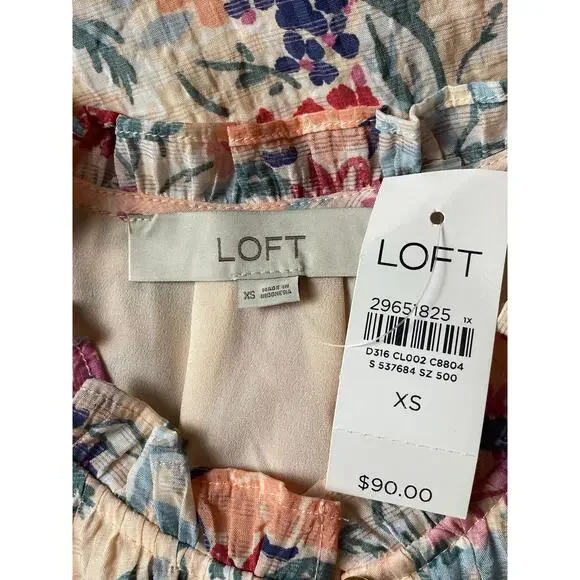 LOFT
XS
MADE IN
INDONESIA
LOFT
29651825 1X
D316 CL002 C8804
S 537684 SZ 500
XS
$90.00